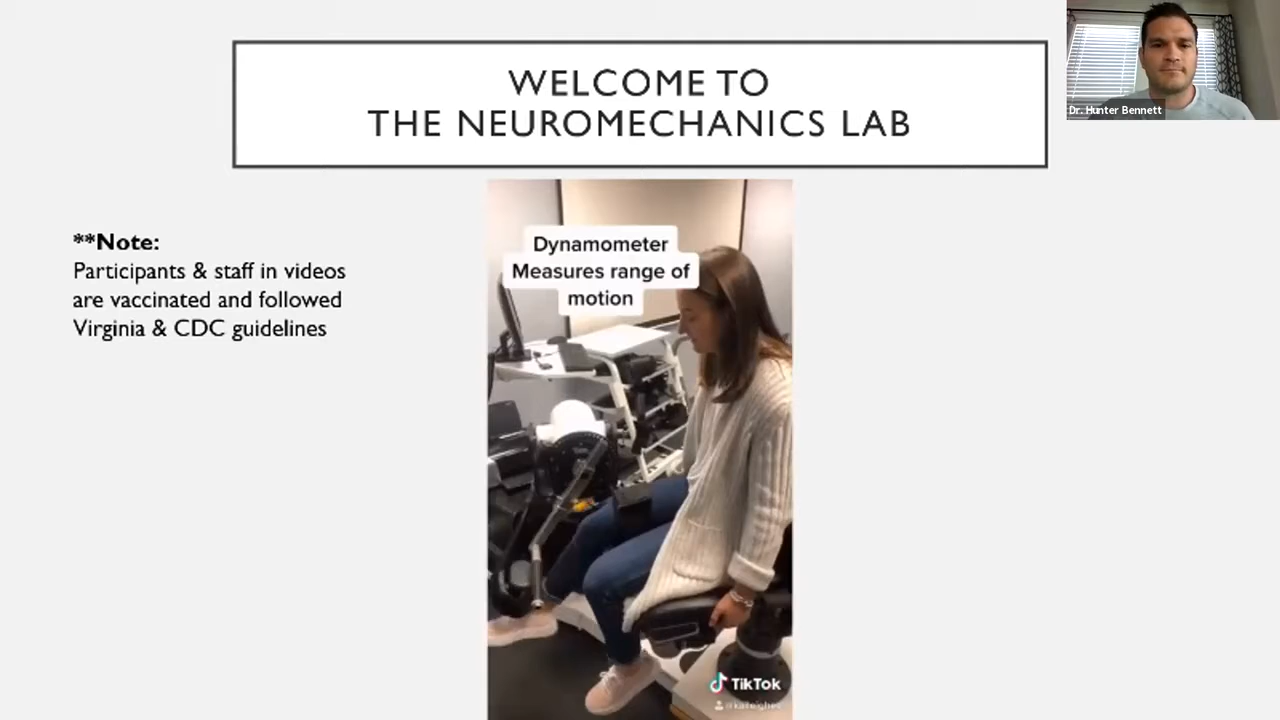 WELCOME TO
THE NEUROMECHANICS LAB
Dr. Hunter Bennett
**Note:
Participants & staff in videos
are vaccinated and followed
Virginia & CDC guidelines
Dynamometer
Measures range of
motion
TikTok